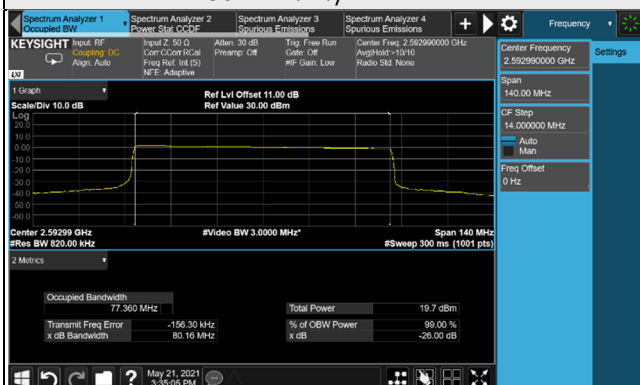 Spectrum Analyzer 1
Occupied BW
Spectrum Analyzer 2
Power Stat CCDF
Spectrum Analyzer 3
Spurious Emissions
Spectrum Analyzer 4
Spurious Emissions
+
Frequency
KEYSIGHT
Input: RF
Coupling: DC
Align: Auto
Input Z: 50 Ω
Corr CCorr RCal
Freq Ref: Int (S)
NFE: Adaptive
Atten: 30 dB
Preamp: Off
Trig: Free Run
Gate: Off
#IF Gain: Low
Center Freq: 2.592990000 GHz
Avg|Hold:>10/10
Radio Std: None
LXI
Center Frequency
2.592990000 GHz
Settings
Span
140.00 MHz
CF Step
14.000000 MHz
Auto
Man
Freq Offset
0 Hz
1 Graph
Scale/Div 10.0 dB
Ref Lvl Offset 11.00 dB
Ref Value 30.00 dBm
Log
20.0
10.0
0.00
-10.0
-20.0
-30.0
-40.0
-50.0
-60.0
Center 2.59299 GHz
#Res BW 820.00 kHz
#Video BW 3.0000 MHz*
Span 140 MHz
#Sweep 300 ms (1001 pts)
2 Metrics
Occupied Bandwidth
77.360 MHz
Total Power 19.7 dBm
Transmit Freq Error -156.30 kHz
% of OBW Power 99.00 %
x dB Bandwidth 80.16 MHz
x dB -26.00 dB
?
May 21, 2021
3:35:05 PM